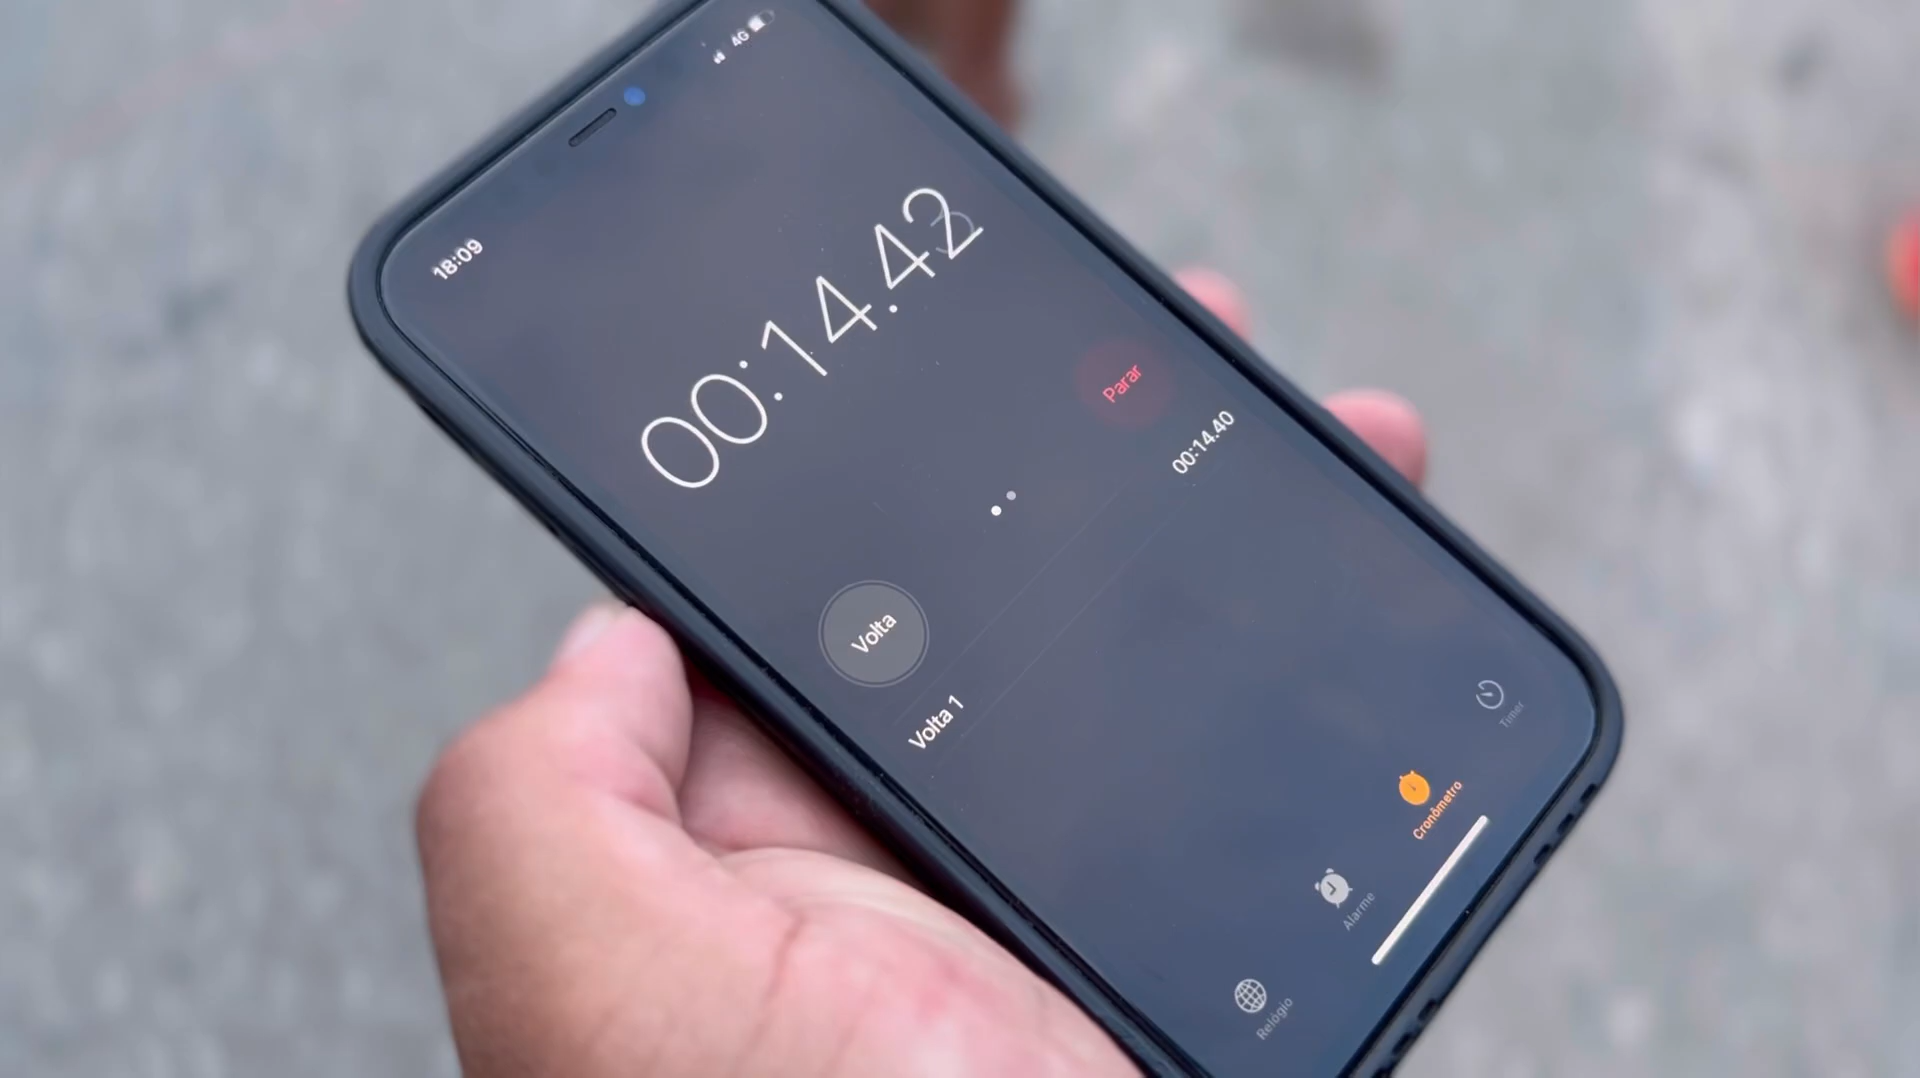 4G
18:09
00:14.42
Volta
Parar
Volta 1
00:14.40
Relógio
Alarme
Cronômetro
Timer